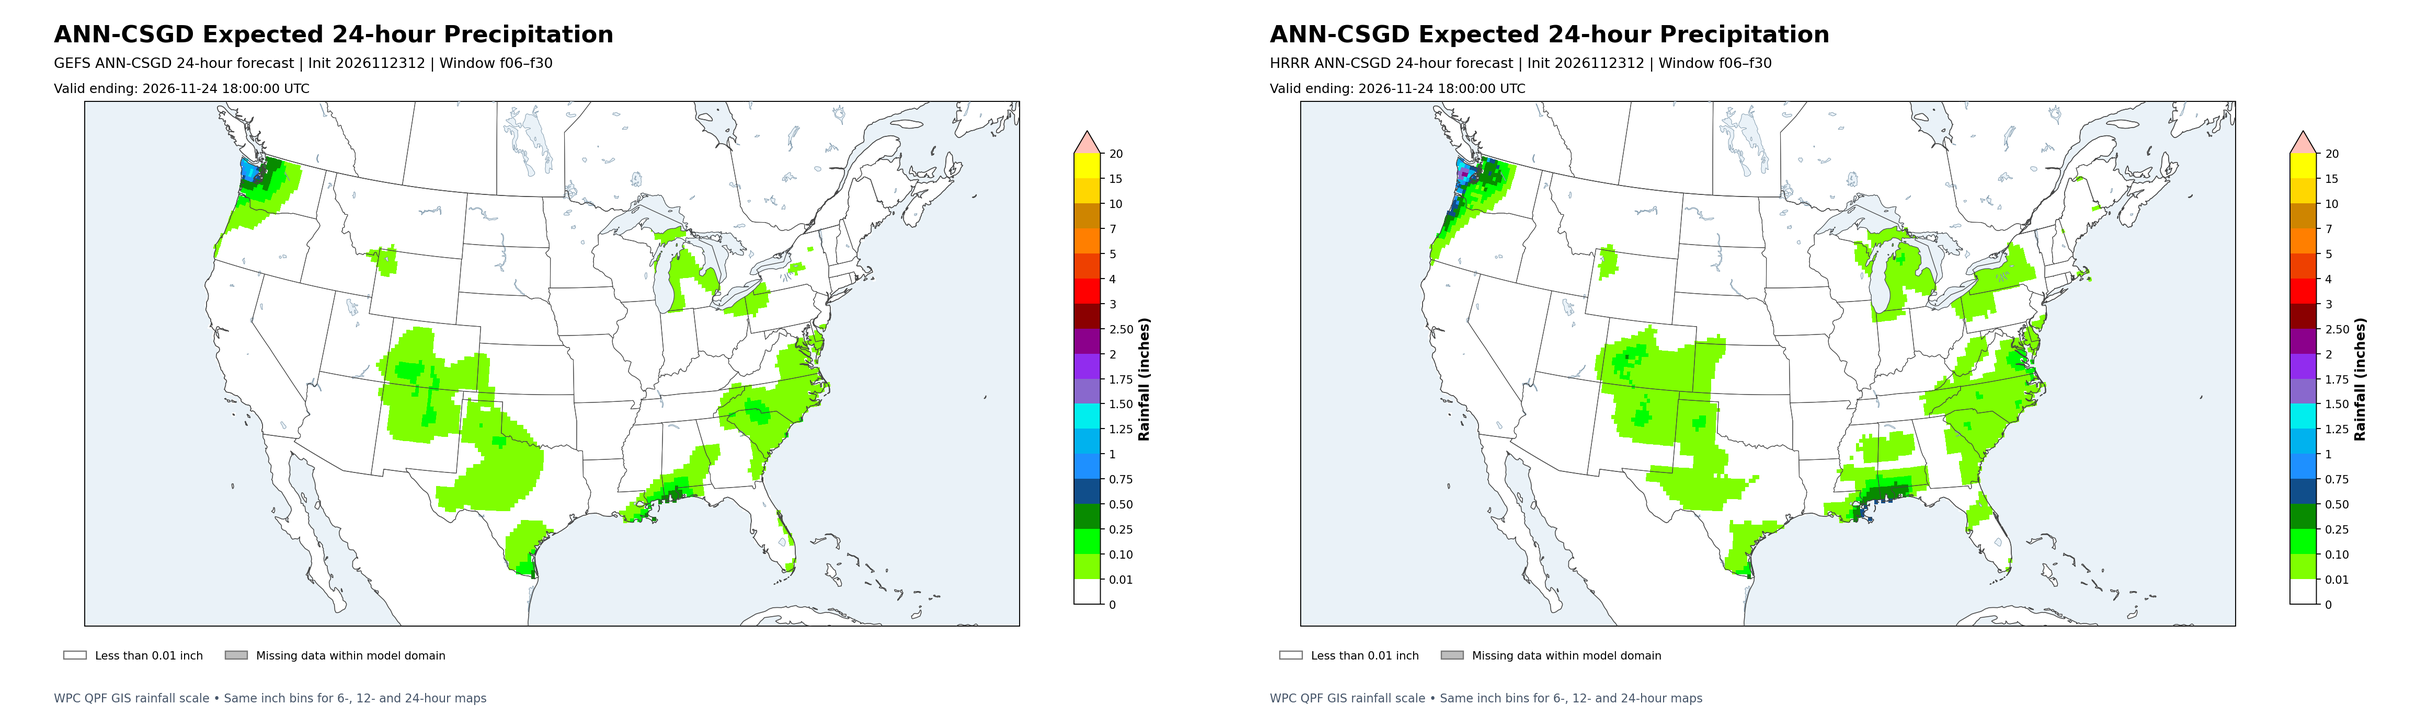 ANN-CSGD Expected 24-hour Precipitation
GEFS ANN-CSGD 24-hour forecast | Init 2026112312 | Window f06–f30
Valid ending: 2026-11-24 18:00:00 UTC
20
15
10
7
5
4
3
2.50
2
1.75
1.50
1.25
1
0.75
0.50
0.25
0.10
0.01
0
Rainfall (inches)
Less than 0.01 inch
Missing data within model domain
WPC QPF GIS rainfall scale • Same inch bins for 6-, 12- and 24-hour maps
ANN-CSGD Expected 24-hour Precipitation
HRRR ANN-CSGD 24-hour forecast | Init 2026112312 | Window f06–f30
Valid ending: 2026-11-24 18:00:00 UTC
20
15
10
7
5
4
3
2.50
2
1.75
1.50
1.25
1
0.75
0.50
0.25
0.10
0.01
0
Rainfall (inches)
Less than 0.01 inch
Missing data within model domain
WPC QPF GIS rainfall scale • Same inch bins for 6-, 12- and 24-hour maps